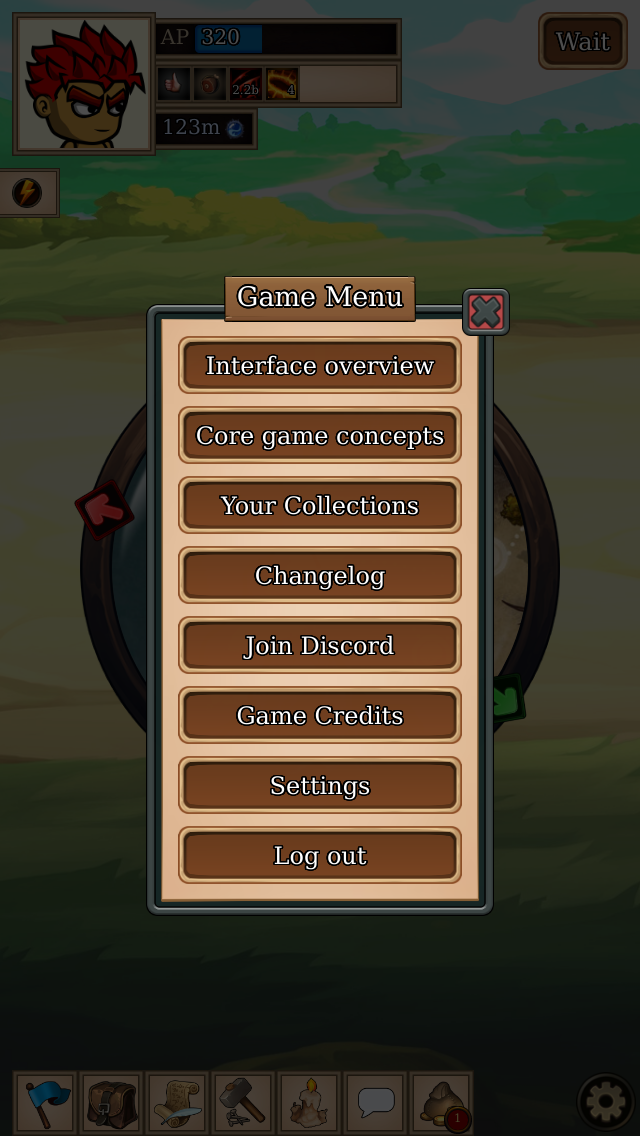 AP 320
Wait
2.2b 4
123m
Game Menu
Interface overview
Core game concepts
Your Collections
Changelog
Join Discord
Game Credits
Settings
Log out
1